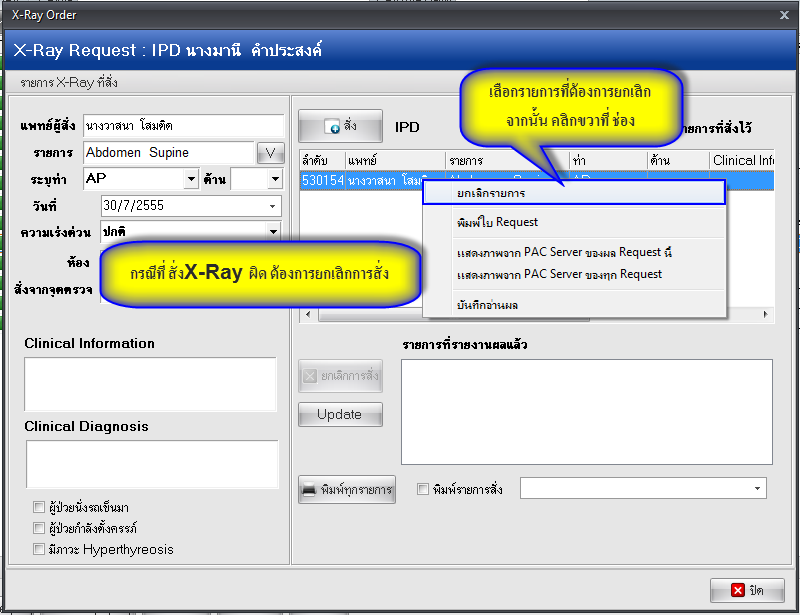 X-Ray Order
X-Ray Request : IPD นางมานี คำประสงค์
รายการ X-Ray ที่สั่ง
เลือกรายการที่ต้องการยกเลิก
จากนั้น คลิกขวาที่ ช่อง
แพทย์ผู้สั่ง นางวาสนา โสมติด
รายการ Abdomen Supine V
ระบุท่า AP ด้าน
วันที่ 30/7/2555
ความเร่งด่วน ปกติ
ห้อง
สั่งจากจุดตรวจ
กรณีที่ สั่งX-Ray ผิด ต้องการยกเลิกการสั่ง
Clinical Information
Clinical Diagnosis
ผู้ป่วยนั่งรถเข็นมา
ผู้ป่วยกำลังตั้งครรภ์
มีภาวะ Hyperthyreosis
สั่ง IPD รายการที่สั่งไว้
ลำดับ แพทย์ รายการ ท่า ด้าน Clinical Inf
530154 นางวาสนา
ยกเลิกรายการ
พิมพ์ใบ Request
แสดงภาพจาก PAC Server ของผล Request นี้
แสดงภาพจาก PAC Server ของทุก Request
บันทึกอ่านผล
รายการที่รายงานผลแล้ว
ยกเลิกการสั่ง
Update
พิมพ์ทุกรายการ พิมพ์รายการสั่ง
ปิด